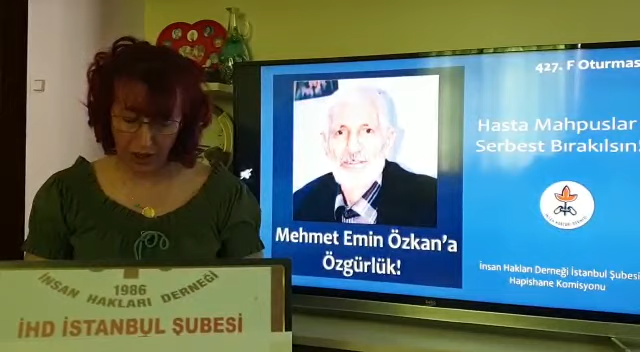 427. F Oturmas
Hasta Mahpuslar
Serbest Bırakılsın!
Mehmet Emin Özkan'a
Özgürlük!
İnsan Hakları Derneği İstanbul Şubesi
Hapishane Komisyonu
İNSAN HAKLARI DERNEĞİ
1986
İHD İSTANBUL ŞUBESİ